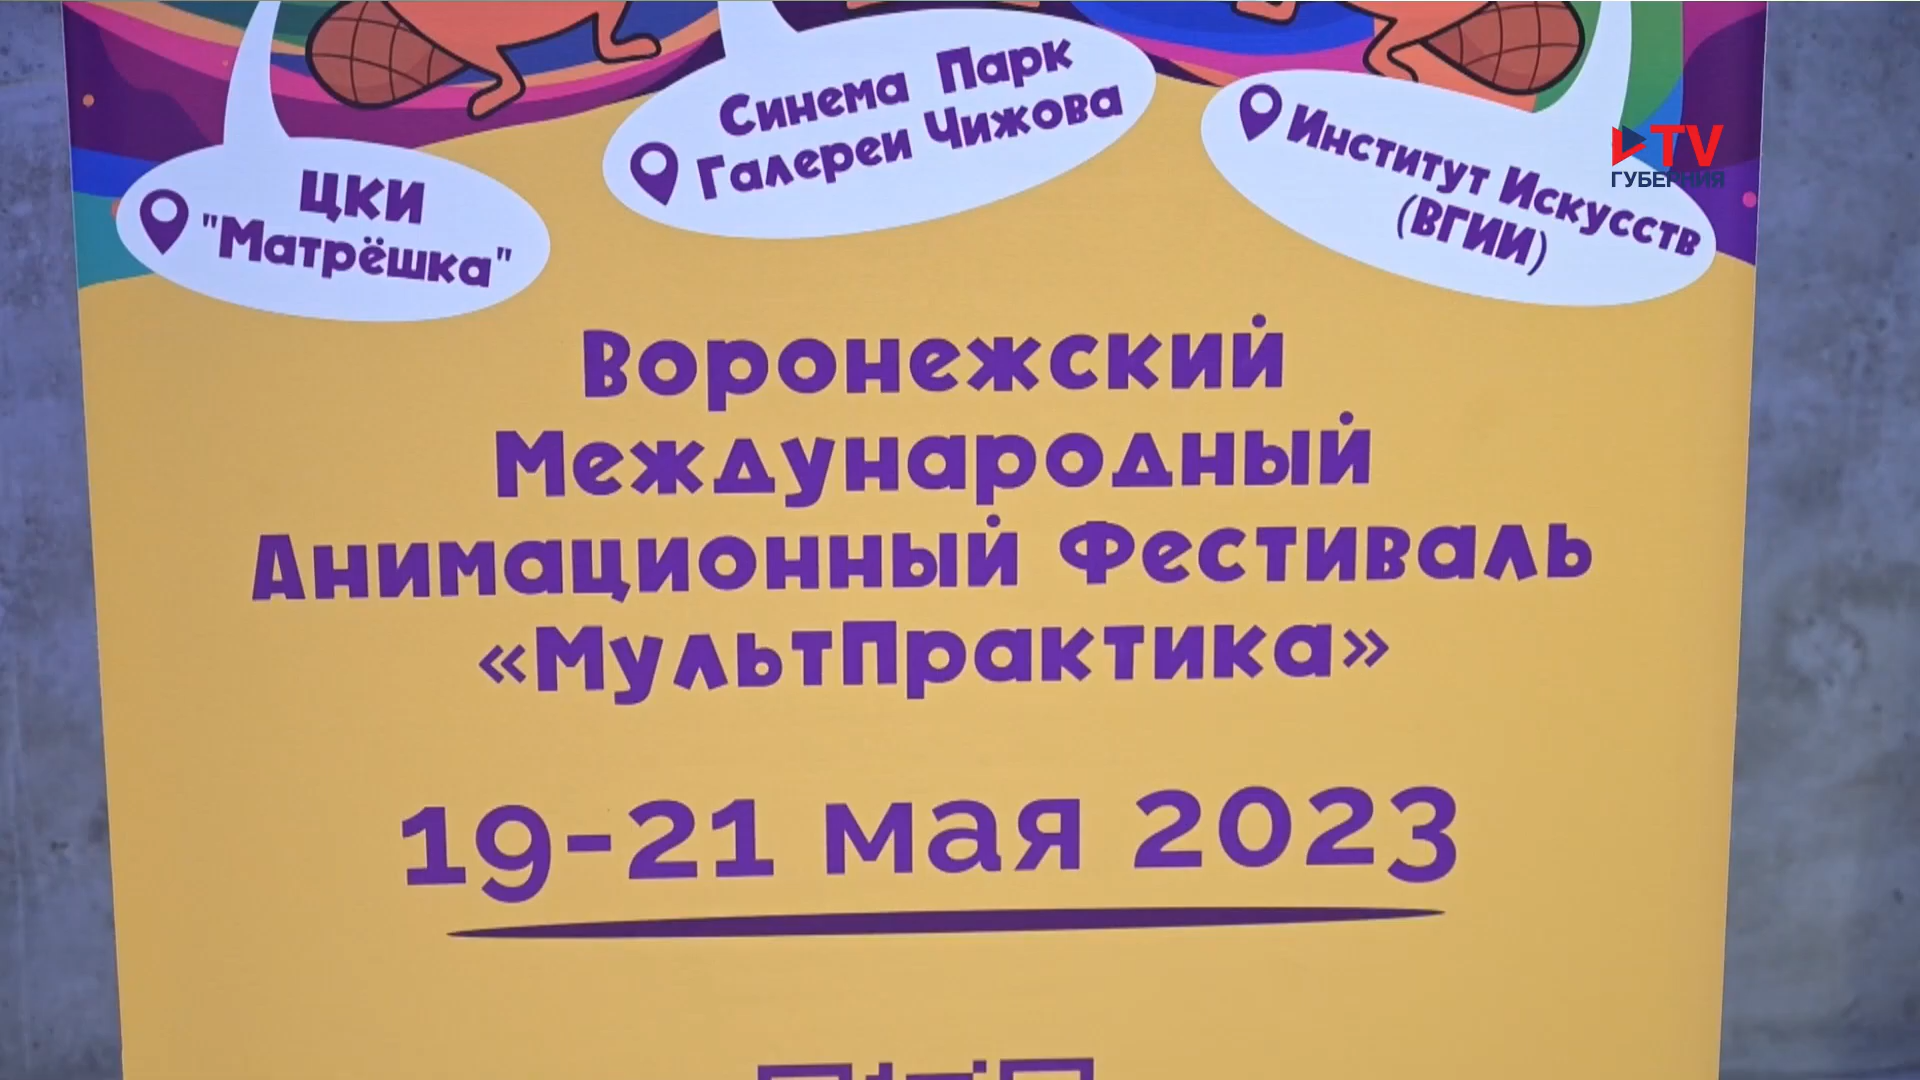 ЦКИ
"Матрёшка"
Синема Парк
Галереи Чижова
Институт Искусств
(ВГИИ)
TV
ГУБЕРНИЯ
Воронежский
Международный
Анимационный Фестиваль
«МультПрактика»
19-21 мая 2023